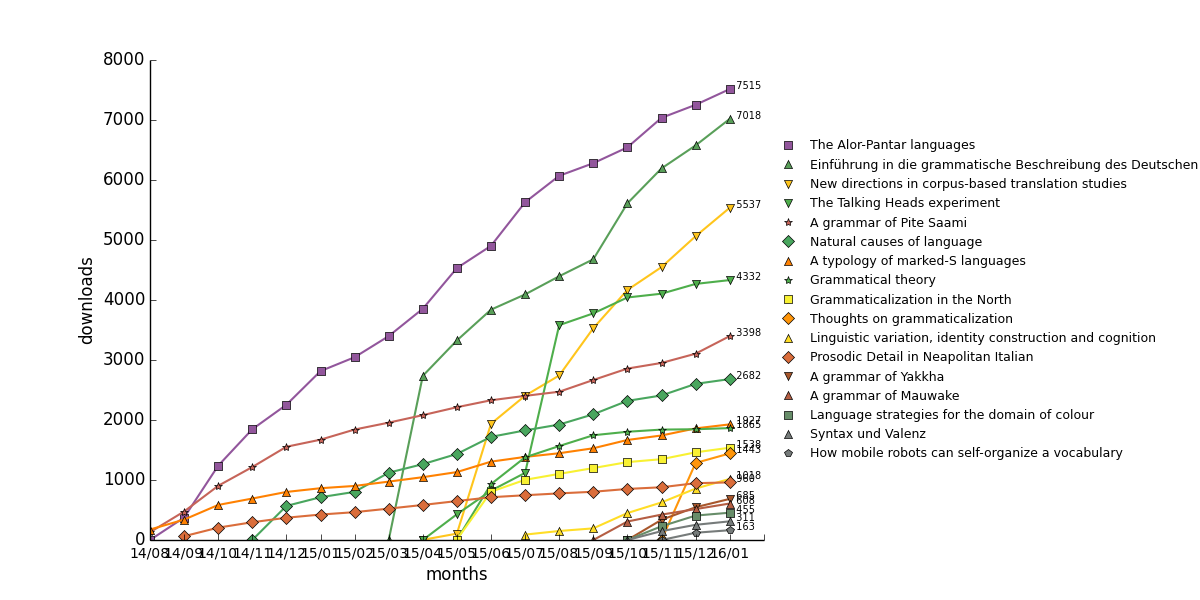 8000
7000
6000
5000
4000
3000
2000
1000
0
downloads
14/08
14/09
14/10
14/11
14/12
15/01
15/02
15/03
15/04
15/05
15/06
15/07
15/08
15/09
15/10
15/11
15/12
16/01
months
7515
7018
5537
4332
3398
2682
1927
1865
1538
1443
1018
685
608
455
311
163
The Alor-Pantar languages
Einführung in die grammatische Beschreibung des Deutschen
New directions in corpus-based translation studies
The Talking Heads experiment
A grammar of Pite Saami
Natural causes of language
A typology of marked-S languages
Grammatical theory
Grammaticalization in the North
Thoughts on grammaticalization
Linguistic variation, identity construction and cognition
Prosodic Detail in Neapolitan Italian
A grammar of Yakkha
A grammar of Mauwake
Language strategies for the domain of colour
Syntax und Valenz
How mobile robots can self-organize a vocabulary